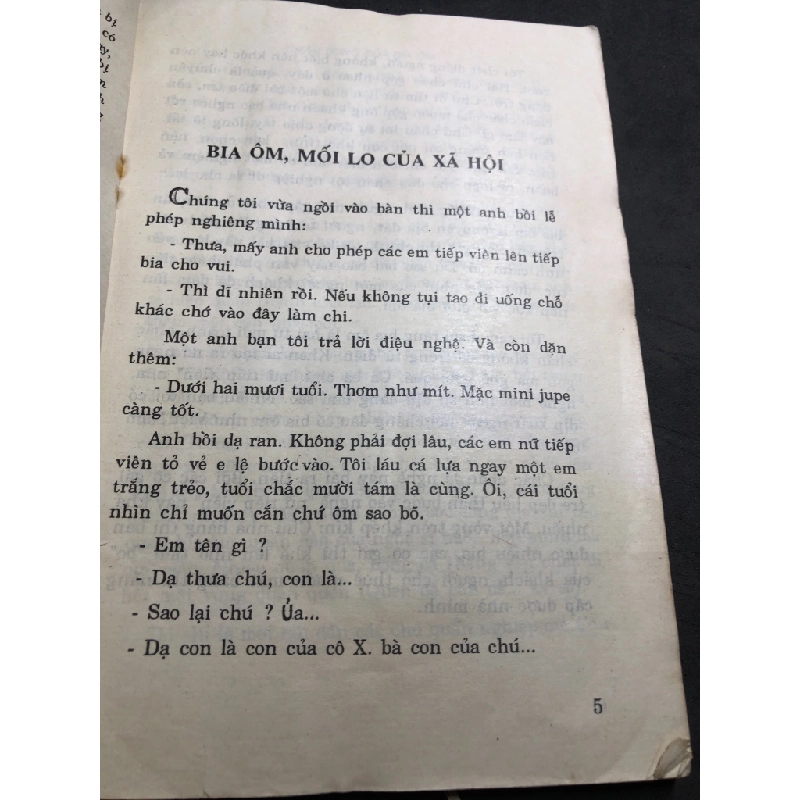 BIA ÔM, MỐI LO CỦA XÃ HỘI
Chúng tôi vừa ngồi vào bàn thì một anh bồi lễ
phép nghiêng mình:
- Thưa, mấy anh cho phép các em tiếp viên lên tiếp
bia cho vui.
- Thì dĩ nhiên rồi. Nếu không tụi tao đi uống chỗ
khác chớ vào đây làm chi.
Một anh bạn tôi trả lời điệu nghệ. Và còn dặn
thêm:
- Dưới hai mươi tuổi. Thơm như mít. Mặc mini jupe
càng tốt.
Anh bồi dạ ran. Không phải đợi lâu, các em nữ tiếp
viên tỏ vẻ e lệ bước vào. Tôi láu cá lựa ngay một em
trắng trẻo, tuổi chắc mười tám là cùng. Ôi, cái tuổi
nhìn chỉ muốn cắn chứ ôm sao bõ.
- Em tên gì ?
- Dạ thưa chú, con là...
- Sao lại chú ? Ủa...
- Dạ con là con của cô X. bà con của chú...
5